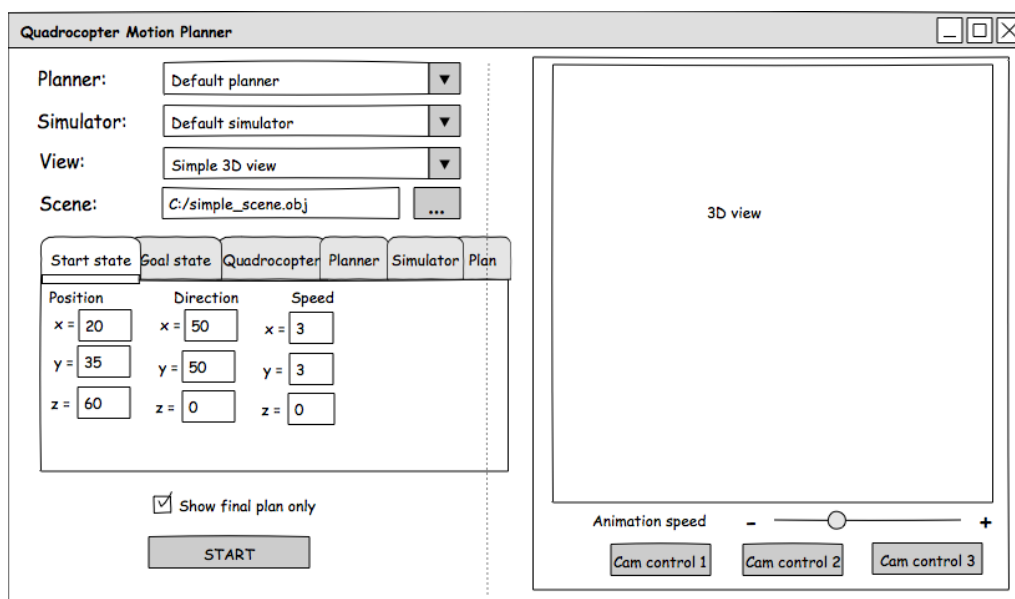 Quadrocopter Motion Planner
Planner: Default planner
Simulator: Default simulator
View: Simple 3D view
Scene: C:/simple_scene.obj ...
Start state Goal state Quadrocopter Planner Simulator Plan
Position Direction Speed
x = 20 x = 50 x = 3
y = 35 y = 50 y = 3
z = 60 z = 0 z = 0
Show final plan only
START
3D view
Animation speed - +
Cam control 1 Cam control 2 Cam control 3